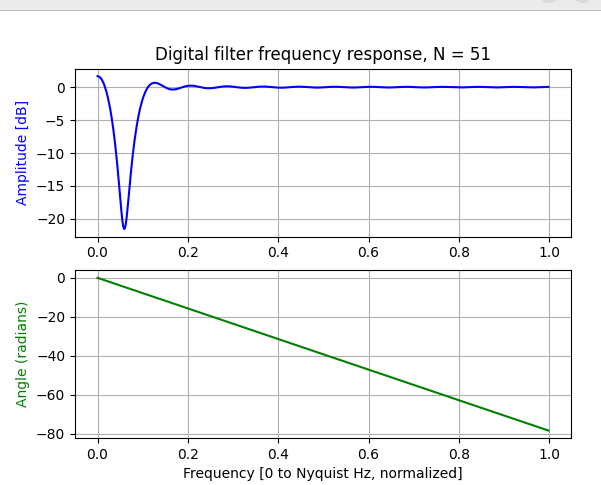 Digital filter frequency response, N = 51
Amplitude [dB]
0
−5
−10
−15
−20
0.0 0.2 0.4 0.6 0.8 1.0
Angle (radians)
0
−20
−40
−60
−80
0.0 0.2 0.4 0.6 0.8 1.0
Frequency [0 to Nyquist Hz, normalized]